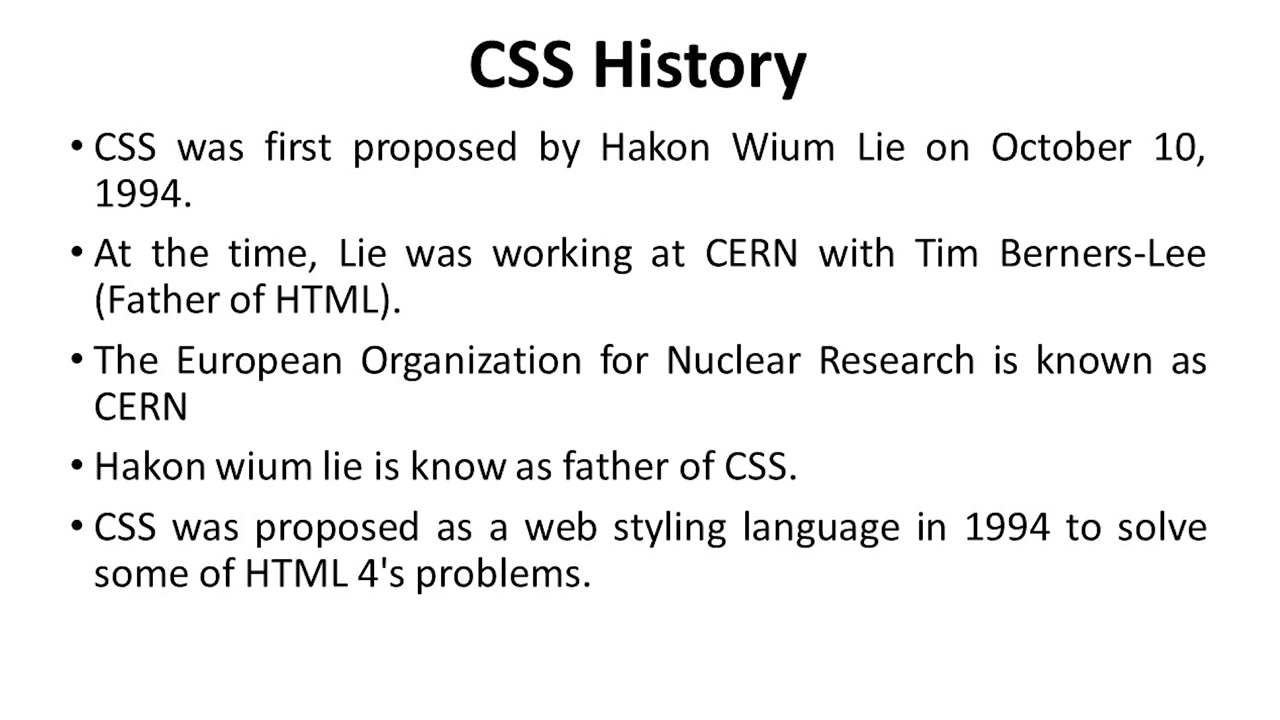 CSS History
• CSS was first proposed by Hakon Wium Lie on October 10,
1994.
• At the time, Lie was working at CERN with Tim Berners-Lee
(Father of HTML).
• The European Organization for Nuclear Research is known as
CERN
• Hakon wium lie is know as father of CSS.
• CSS was proposed as a web styling language in 1994 to solve
some of HTML 4's problems.